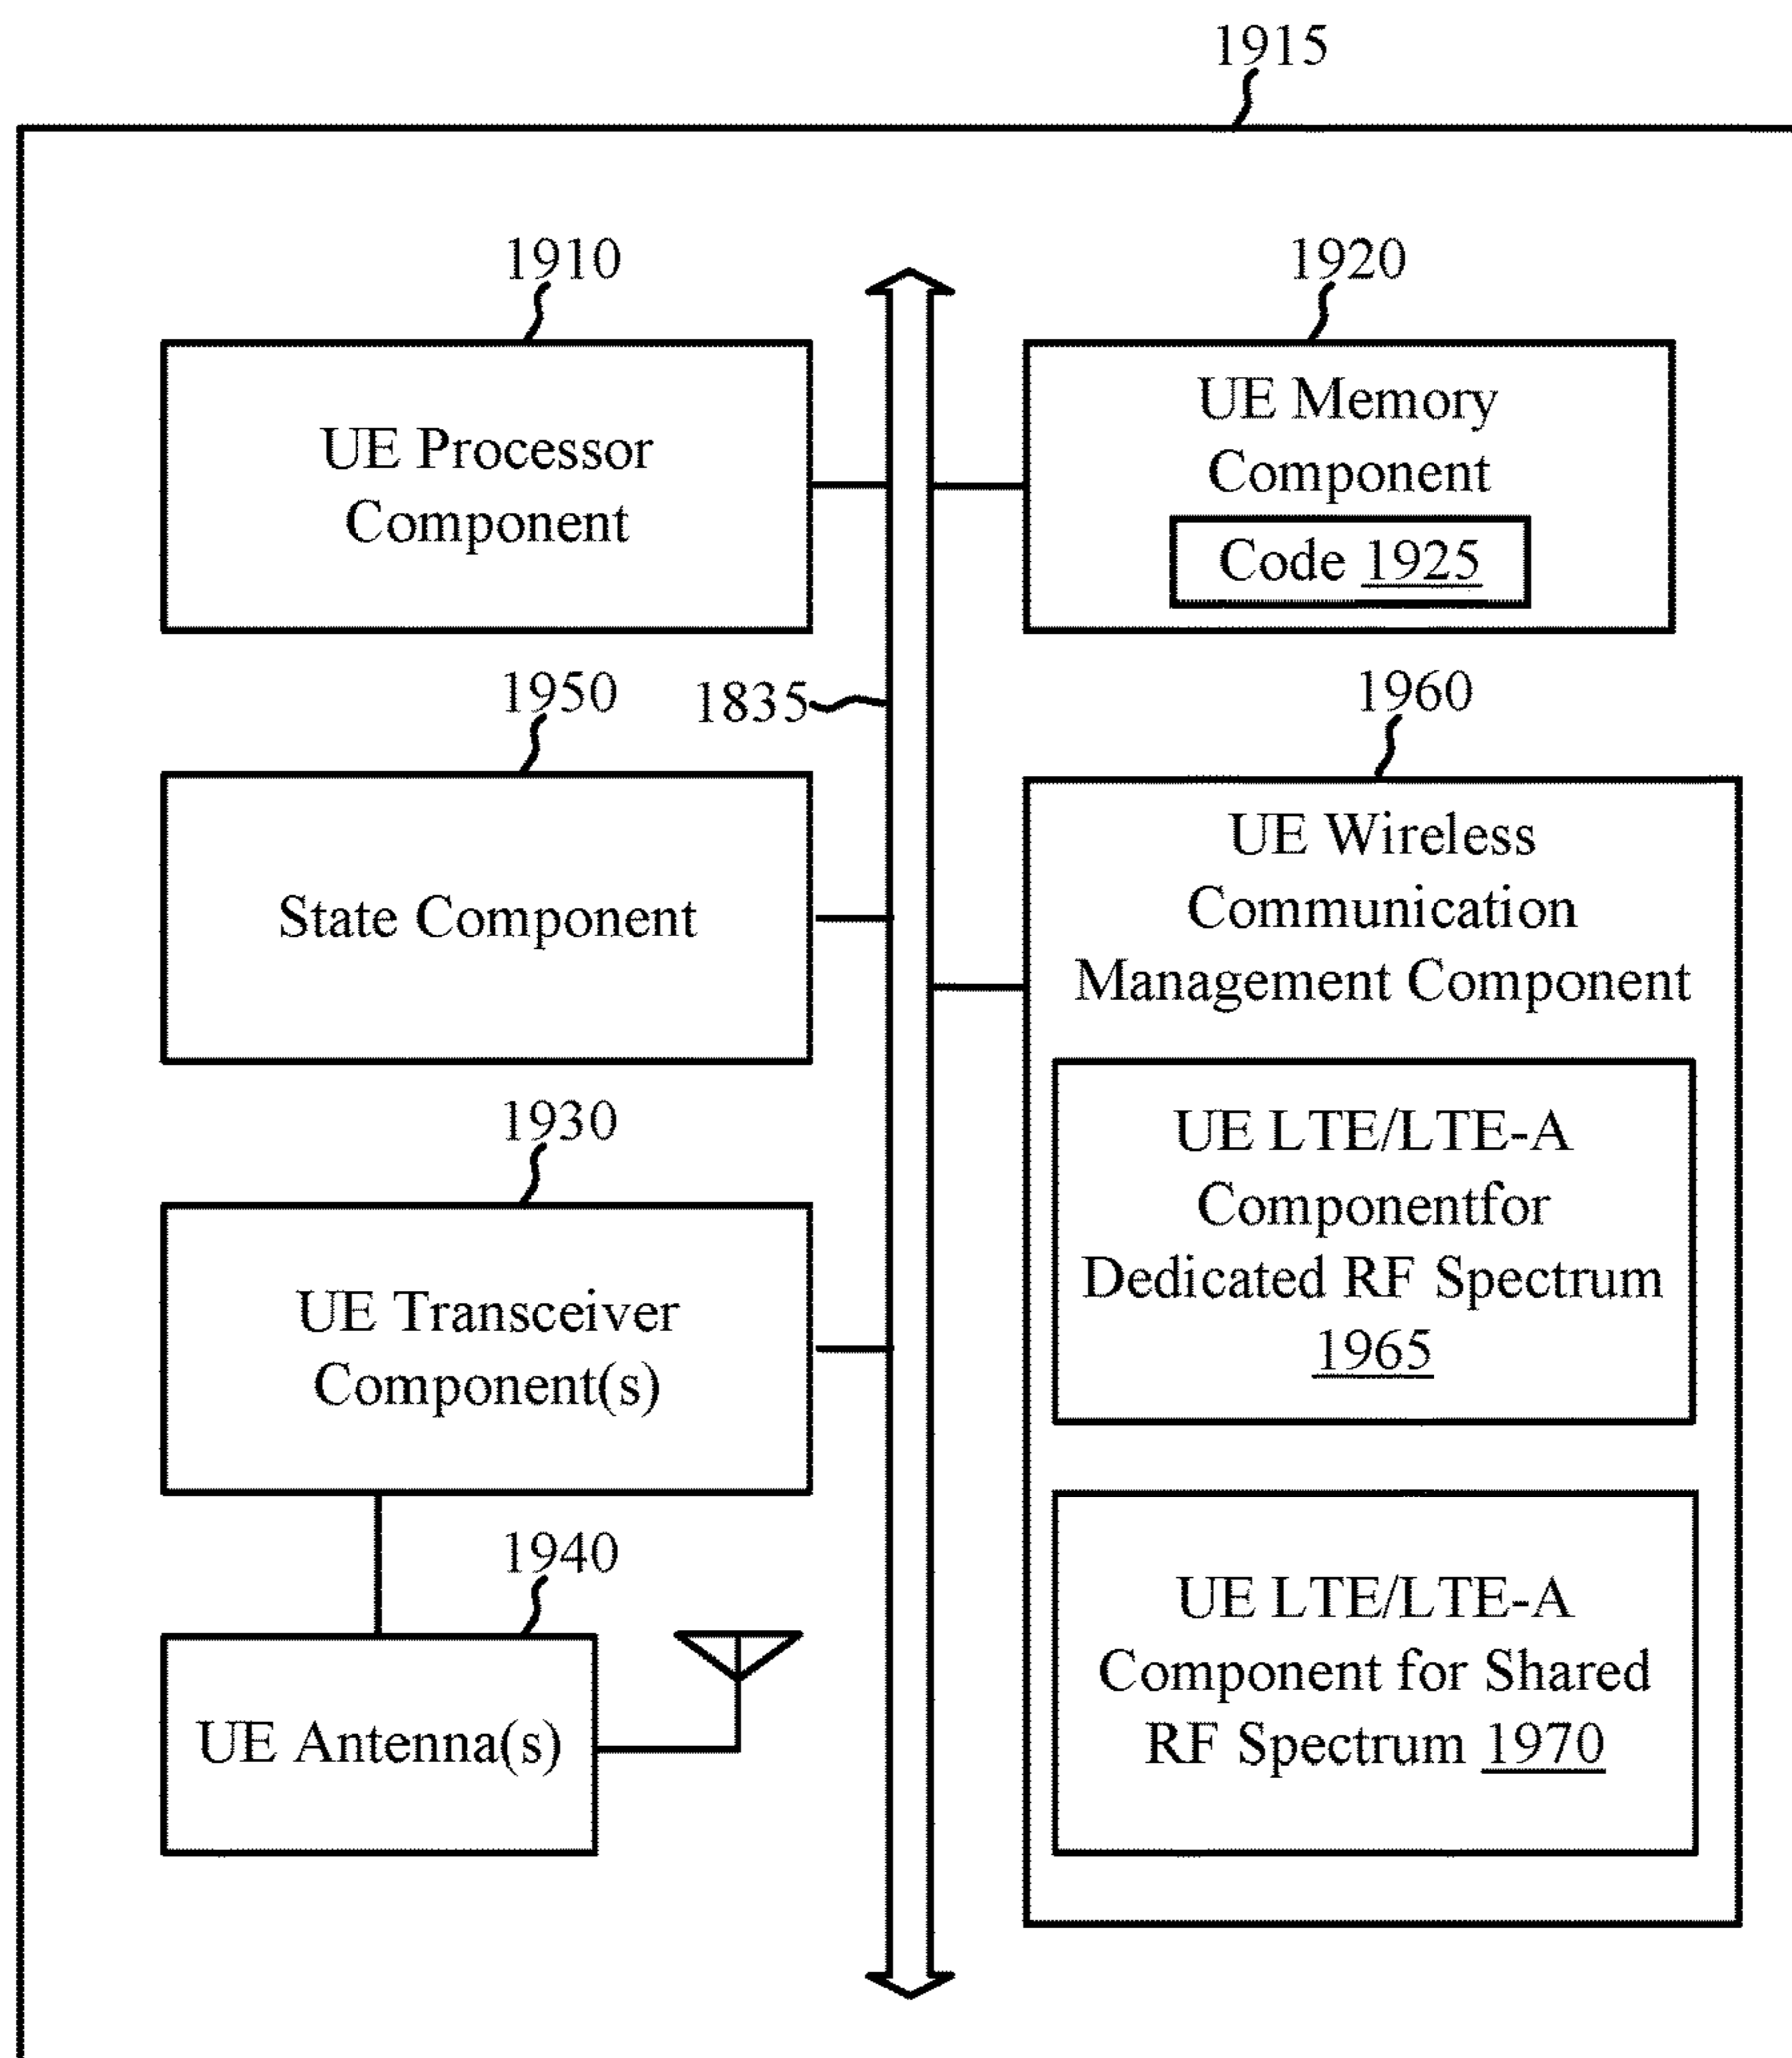 1915
1910
UE Processor
Component
1920
UE Memory
Component
Code 1925
1950
State Component
1835
1960
UE Wireless
Communication
Management Component
UE LTE/LTE-A
Componentfor
Dedicated RF Spectrum
1965
UE LTE/LTE-A
Component for Shared
RF Spectrum 1970
1930
UE Transceiver
Component(s)
1940
UE Antenna(s)